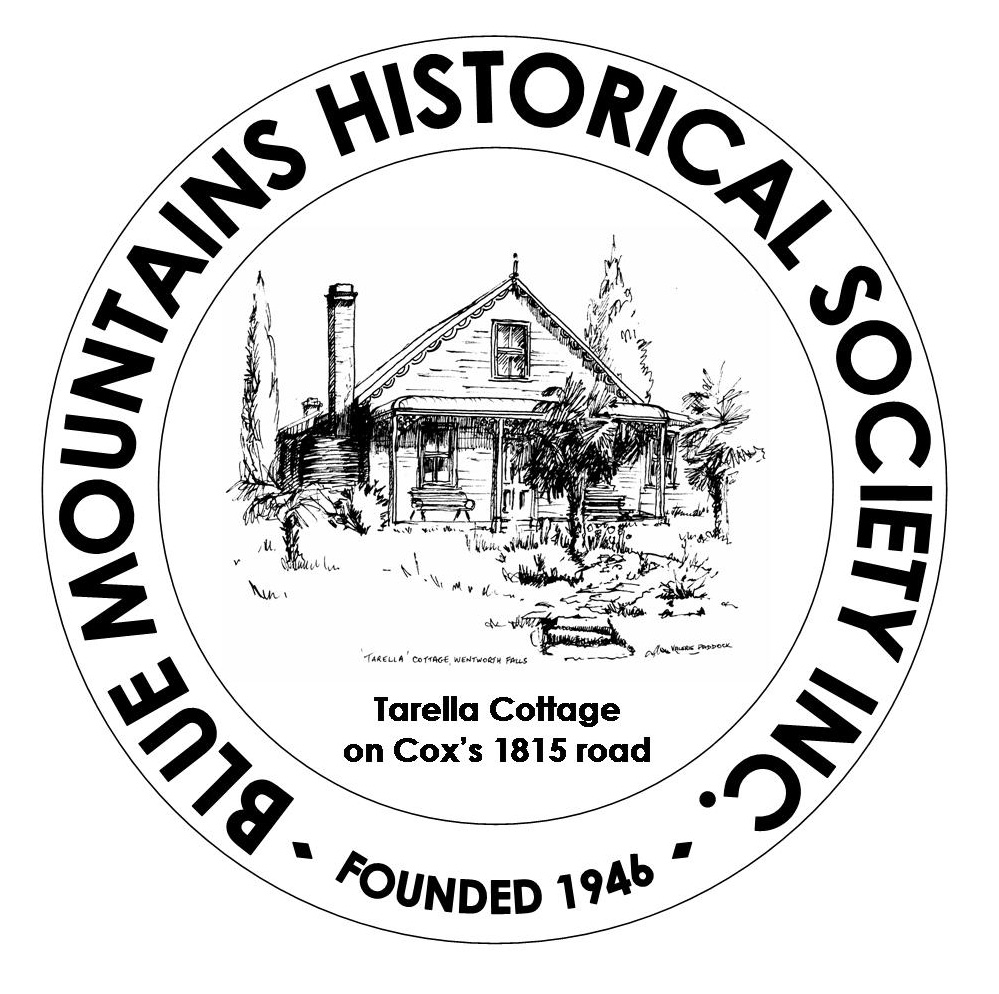 BLUE MOUNTAINS HISTORICAL SOCIETY INC.
'TARELLA' COTTAGE, WENTWORTH FALLS
VALERIE PADDOCK
Tarella Cottage
on Cox's 1815 road
FOUNDED 1946